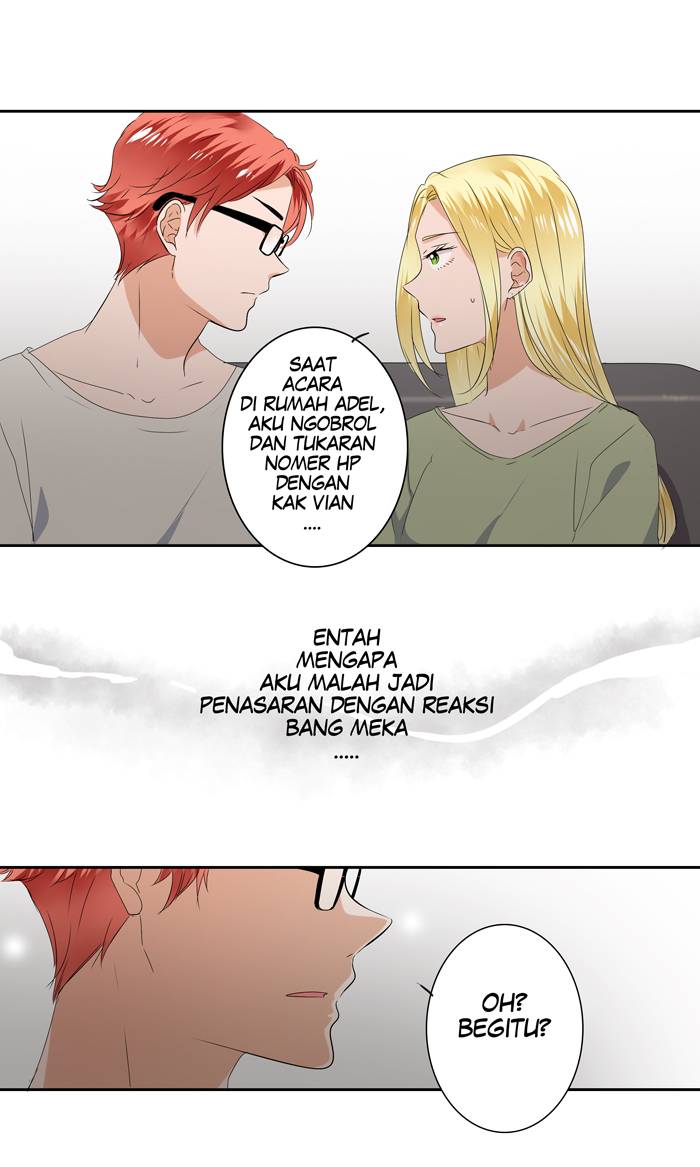 SAAT
ACARA
DI RUMAH ADEL,
AKU NGOBROL
DAN TUKARAN
NOMER HP
DENGAN
KAK VIAN
....
ENTAH
MENGAPA
AKU MALAH JADI
PENASARAN DENGAN REAKSI
BANG MEKA
.....
OH?
BEGITU?